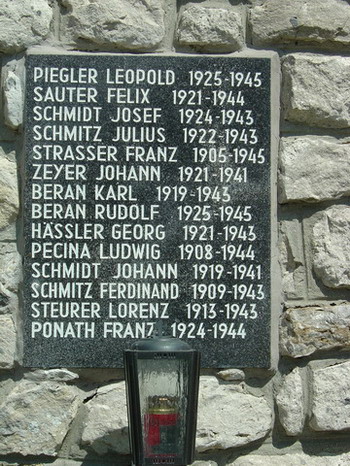 PIEGLER LEOPOLD 1925-1945
SAUTER FELIX 1921-1944
SCHMIDT JOSEF 1924-1943
SCHMITZ JULIUS 1922-1943
STRASSER FRANZ 1905-1945
ZEYER JOHANN 1921-1941
BERAN KARL 1919-1943
BERAN RUDOLF 1925-1945
HÄSSLER GEORG 1921-1943
PECINA LUDWIG 1908-1944
SCHMIDT JOHANN 1919-1941
SCHMITZ FERDINAND 1909-1943
STEURER LORENZ 1913-1943
PONATH FRANZ 1924-1944